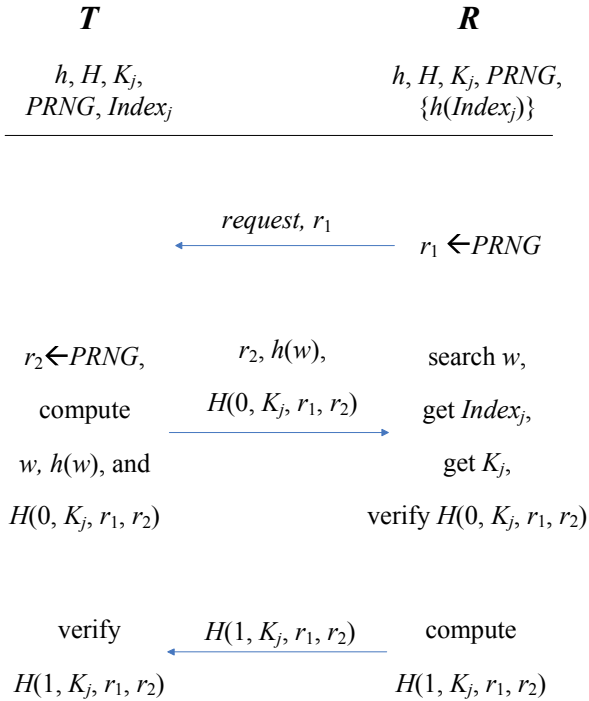 T R
h, H, Kj, h, H, Kj, PRNG,
PRNG, Indexj {h(Indexj)}
request, r1
r1 ←PRNG
r2←PRNG, r2, h(w), search w,
compute H(0, Kj, r1, r2) get Indexj,
w, h(w), and get Kj,
H(0, Kj, r1, r2) verify H(0, Kj, r1, r2)
verify H(1, Kj, r1, r2) compute
H(1, Kj, r1, r2) H(1, Kj, r1, r2)